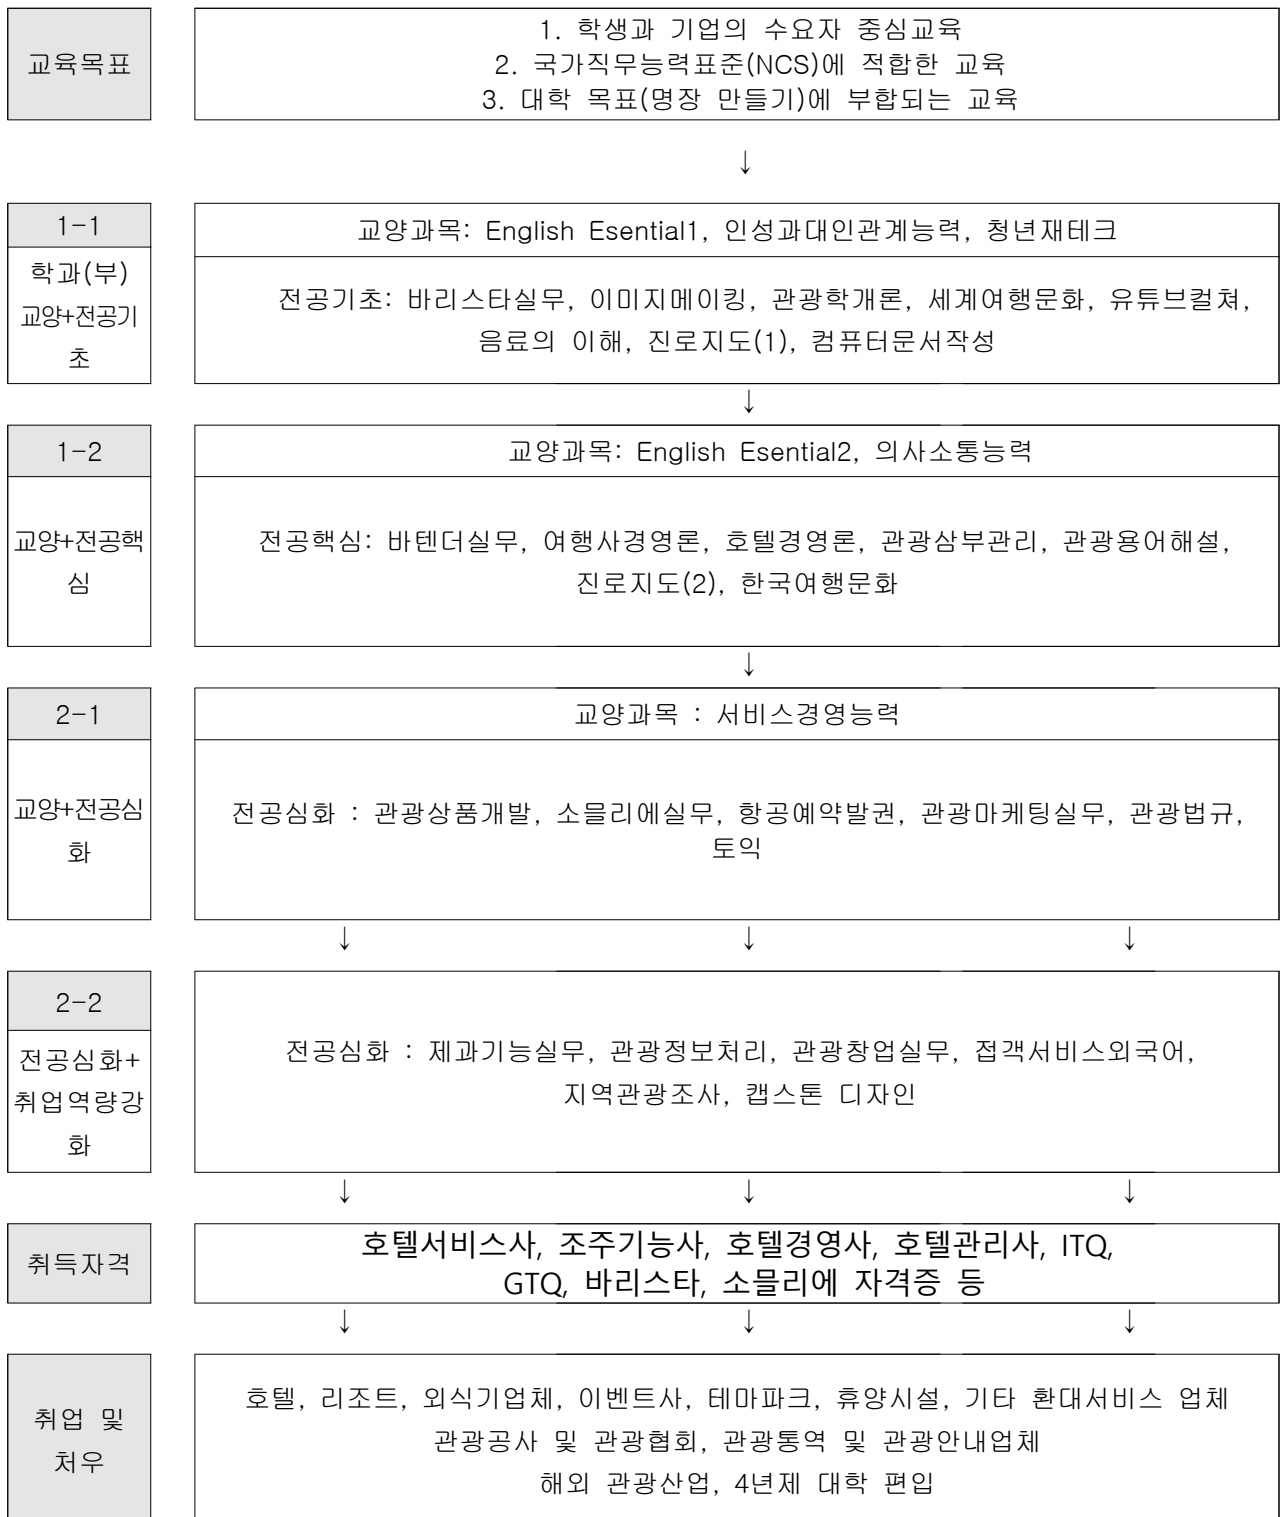 교육목표
1. 학생과 기업의 수요자 중심교육
2. 국가직무능력표준(NCS)에 적합한 교육
3. 대학 목표(명장 만들기)에 부합되는 교육
↓
1-1
교양과목: English Esential1, 인성과대인관계능력, 청년재테크
학과(부)
교양+전공기
초
전공기초: 바리스타실무, 이미지메이킹, 관광학개론, 세계여행문화, 유튜브컬쳐,
음료의 이해, 진로지도(1), 컴퓨터문서작성
↓
1-2
교양과목: English Esential2, 의사소통능력
교양+전공핵
심
전공핵심: 바텐더실무, 여행사경영론, 호텔경영론, 관광삼부관리, 관광용어해설,
진로지도(2), 한국여행문화
↓
2-1
교양과목 : 서비스경영능력
교양+전공심
화
전공심화 : 관광상품개발, 소믈리에실무, 항공예약발권, 관광마케팅실무, 관광법규,
토익
↓ ↓ ↓
2-2
전공심화+
취업역량강
화
전공심화 : 제과기능실무, 관광정보처리, 관광창업실무, 접객서비스외국어,
지역관광조사, 캡스톤 디자인
↓ ↓ ↓
취득자격
호텔서비스사, 조주기능사, 호텔경영사, 호텔관리사, ITQ,
GTQ, 바리스타, 소믈리에 자격증 등
↓ ↓ ↓
취업 및
처우
호텔, 리조트, 외식기업체, 이벤트사, 테마파크, 휴양시설, 기타 환대서비스 업체
관광공사 및 관광협회, 관광통역 및 관광안내업체
해외 관광산업, 4년제 대학 편입